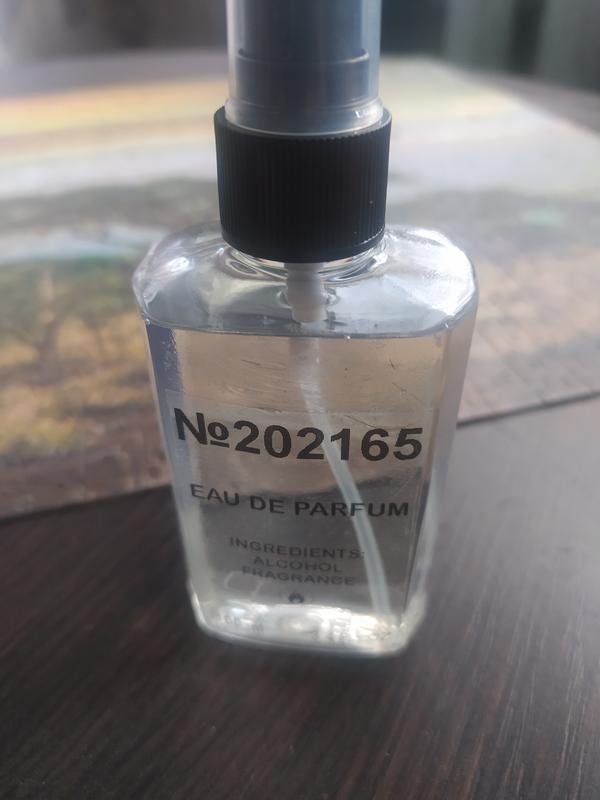 №202165
EAU DE PARFUM
INGREDIENTS:
ALCOHOL
FRAGRANCE